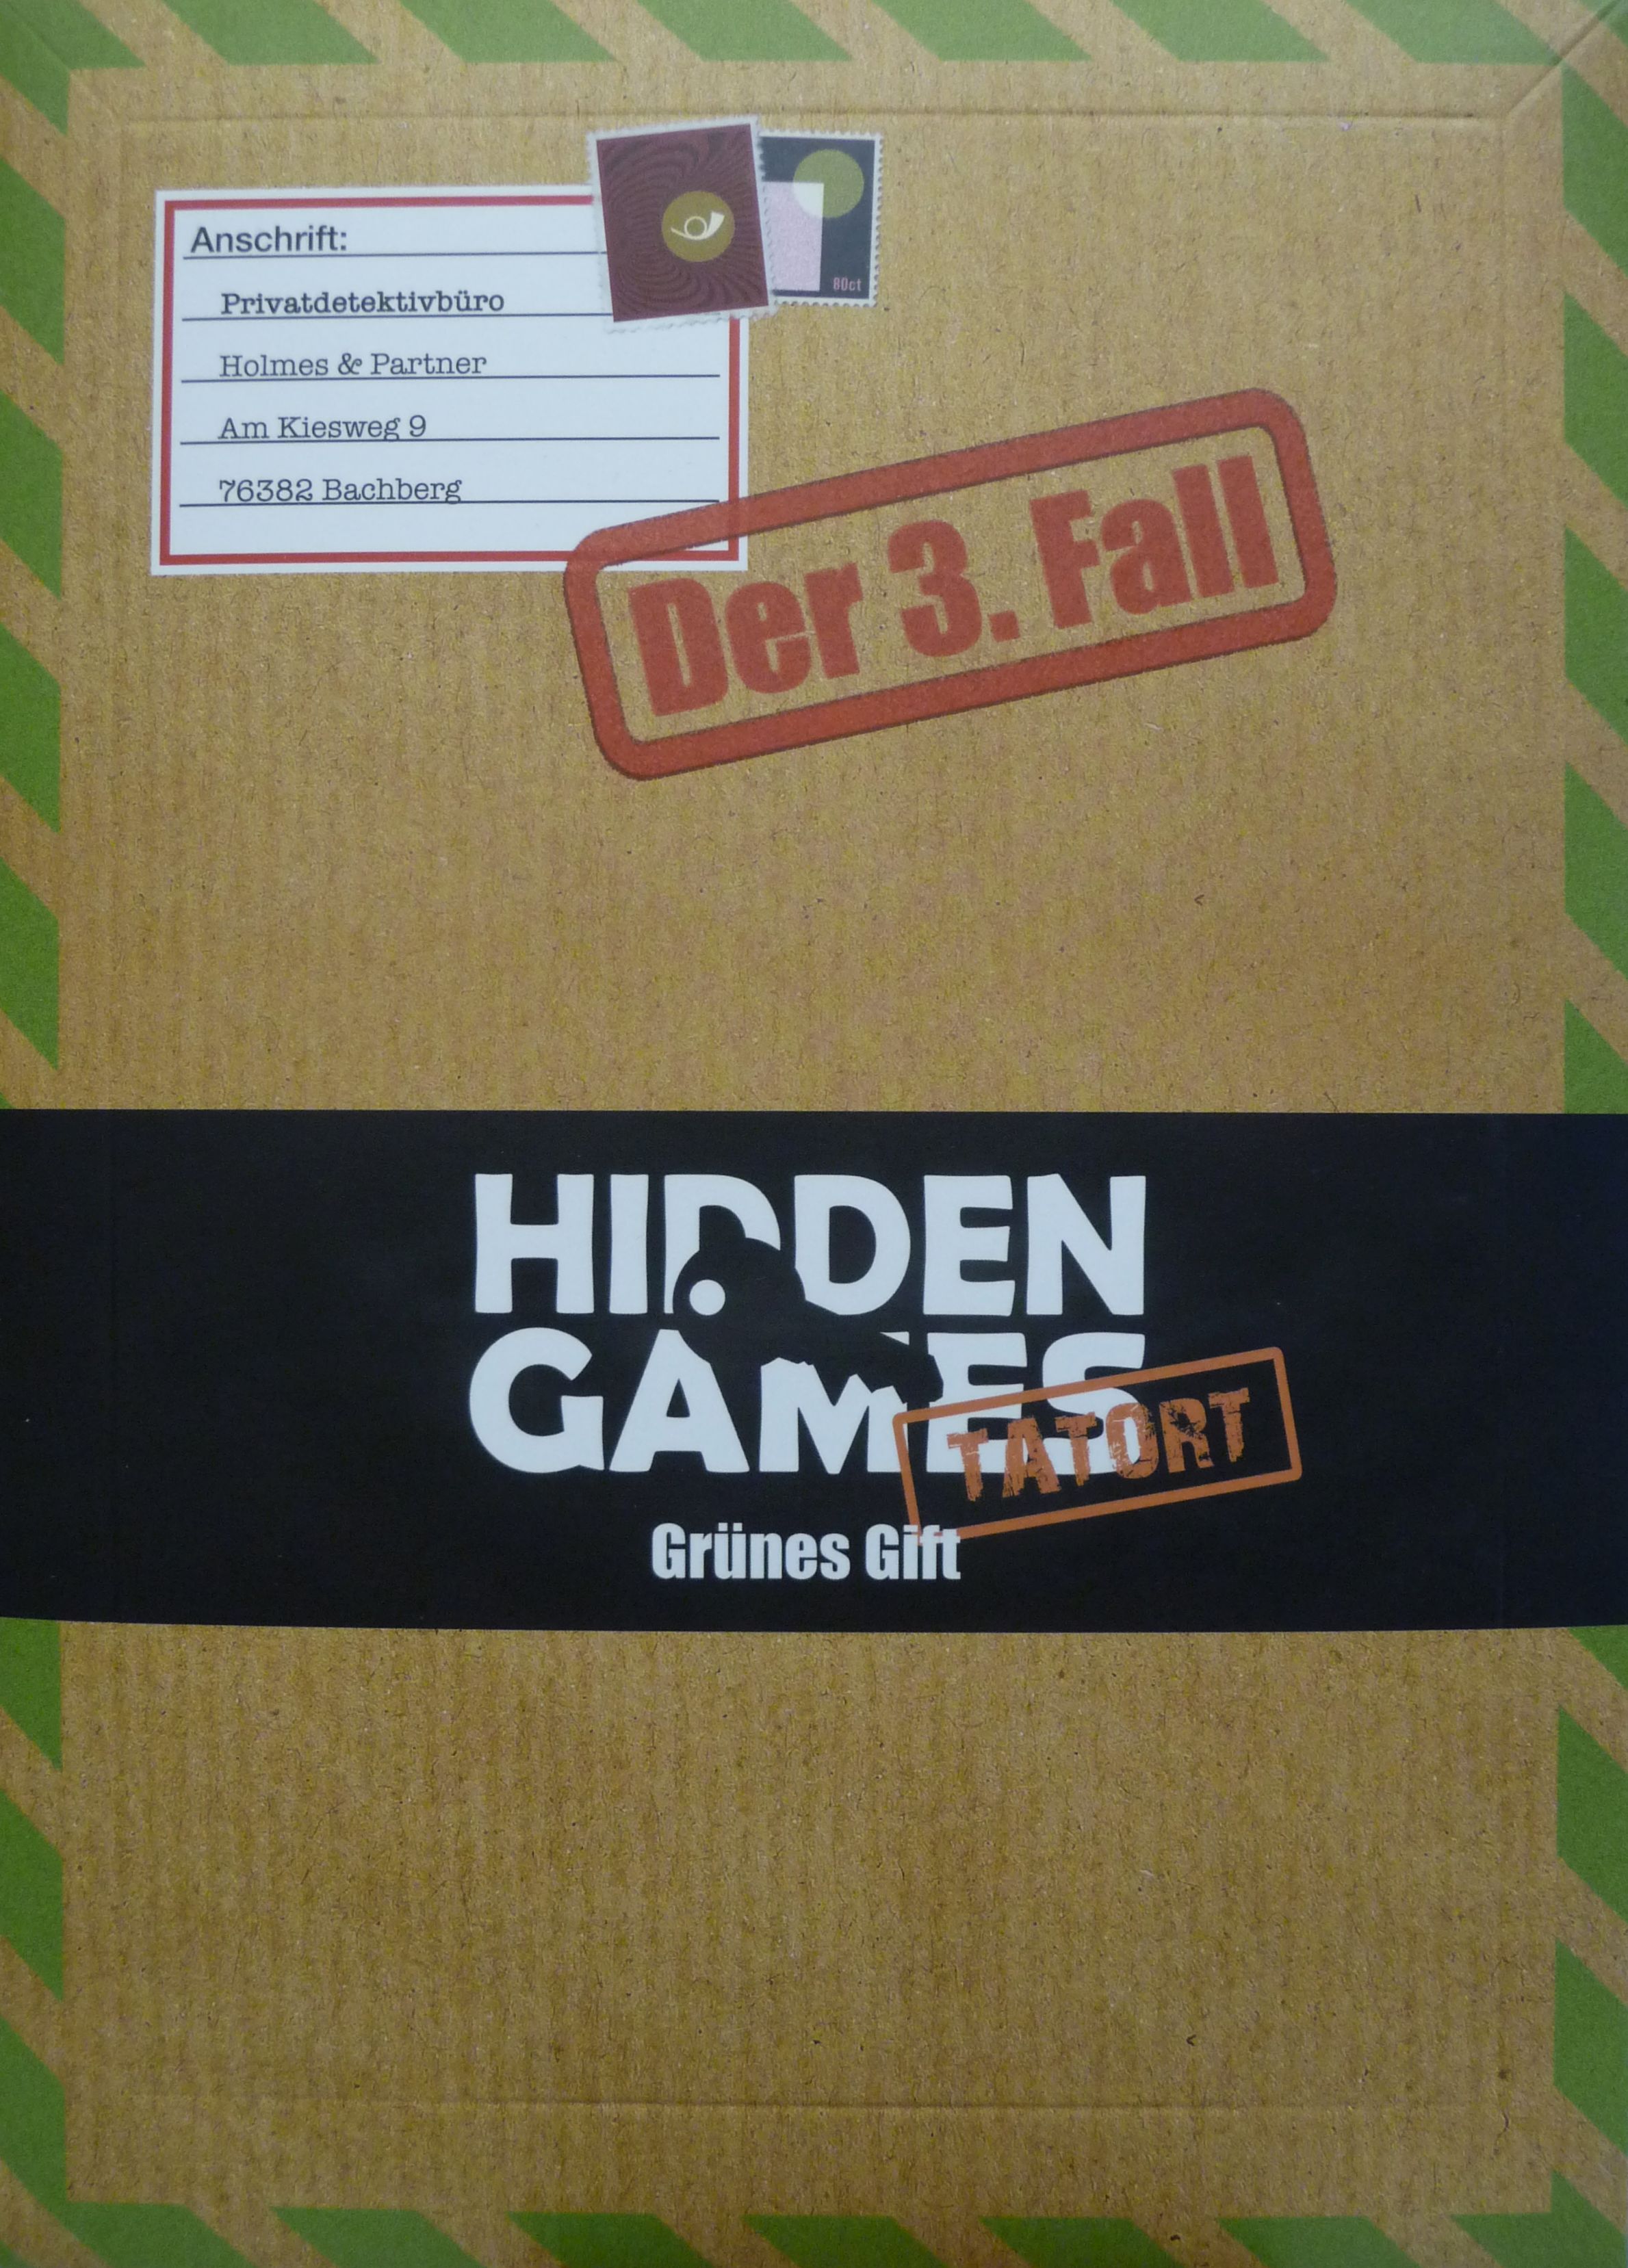 Anschrift:
Privatdetektivbüro
Holmes & Partner
Am Kiesweg 9
76382 Bachberg
80ct
Der 3. Fall
HIDDEN
GAMES
TATORT
Grünes Gift